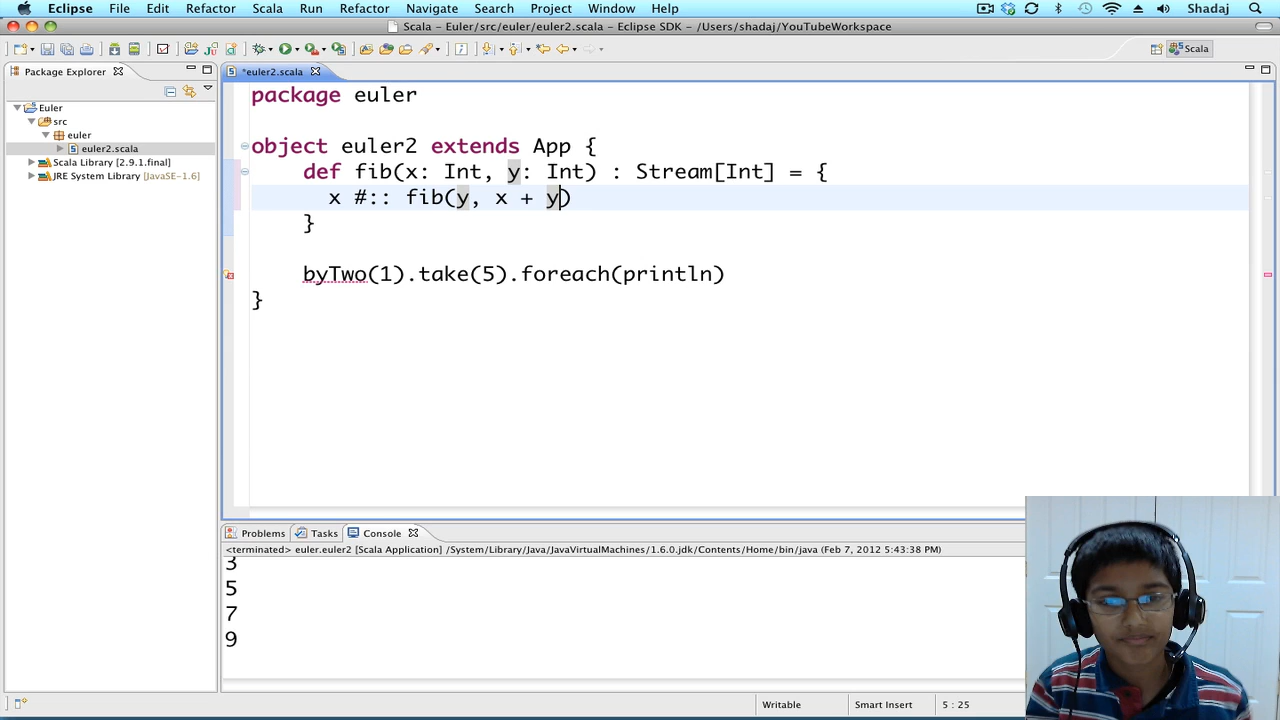 Eclipse File Edit Refactor Scala Run Refactor Navigate Search Project Window Help Shadaj
Scala - Euler/src/euler/euler2.scala - Eclipse SDK - /Users/shadaj/YouTubeWorkspace
Scala
Package Explorer
*euler2.scala
Euler
src
euler
euler2.scala
Scala Library [2.9.1.final]
JRE System Library [JavaSE-1.6]
package euler
object euler2 extends App {
def fib(x: Int, y: Int) : Stream[Int] = {
x #:: fib(y, x + y)
}
byTwo(1).take(5).foreach(println)
}
Problems Tasks Console
<terminated> euler.euler2 [Scala Application] /System/Library/Java/JavaVirtualMachines/1.6.0.jdk/Contents/Home/bin/java (Feb 7, 2012 5:43:38 PM)
3
5
7
9
Writable Smart Insert 5 : 25